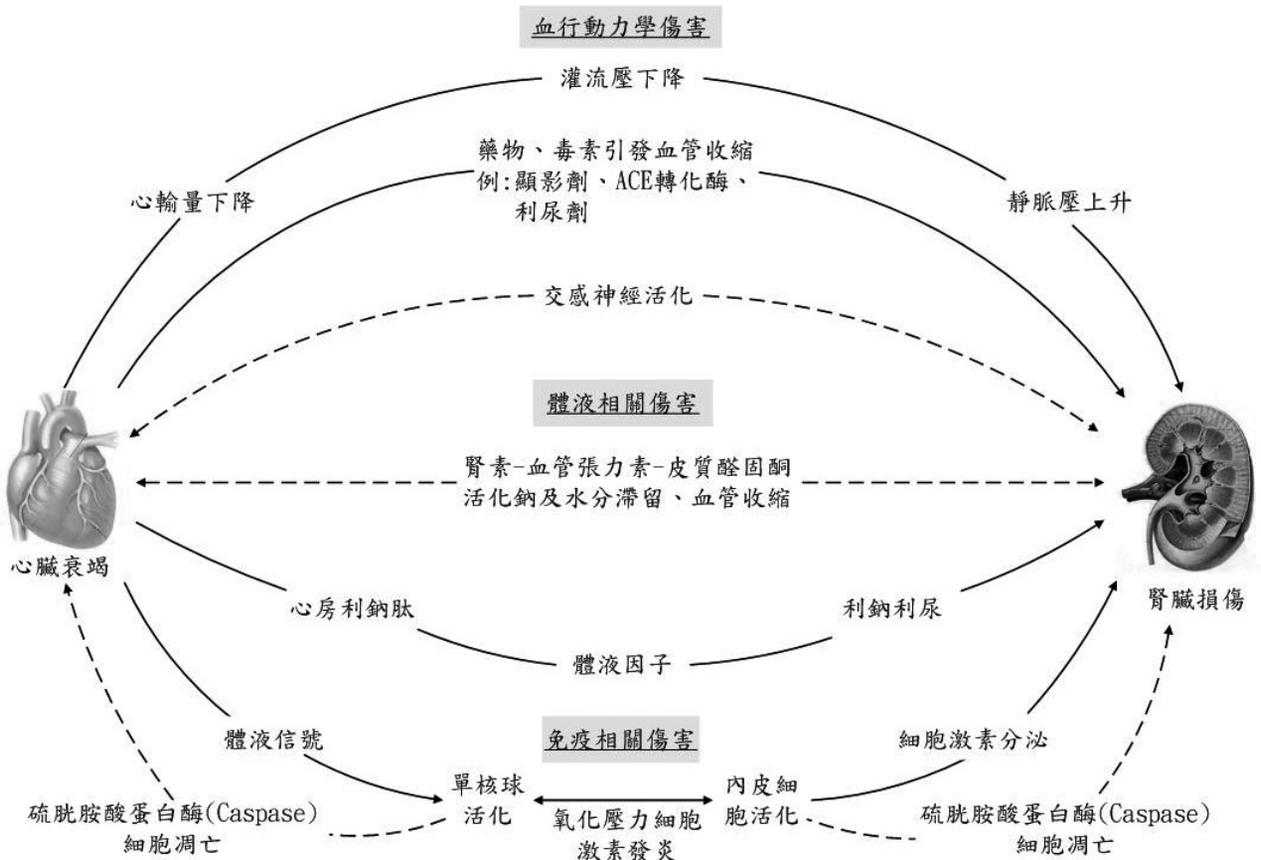 血行動力學傷害
灌流壓下降
藥物、毒素引發血管收縮
例:顯影劑、ACE轉化酶、
利尿劑
心輸量下降
靜脈壓上升
交感神經活化
體液相關傷害
腎素-血管張力素-皮質醛固酮
活化鈉及水分滯留、血管收縮
心臟衰竭
腎臟損傷
心房利鈉肽
利鈉利尿
體液因子
體液信號
免疫相關傷害
細胞激素分泌
單核球
活化
內皮細
胞活化
氧化壓力細胞
激素發炎
硫胱胺酸蛋白酶(Caspase)
細胞凋亡
硫胱胺酸蛋白酶(Caspase)
細胞凋亡